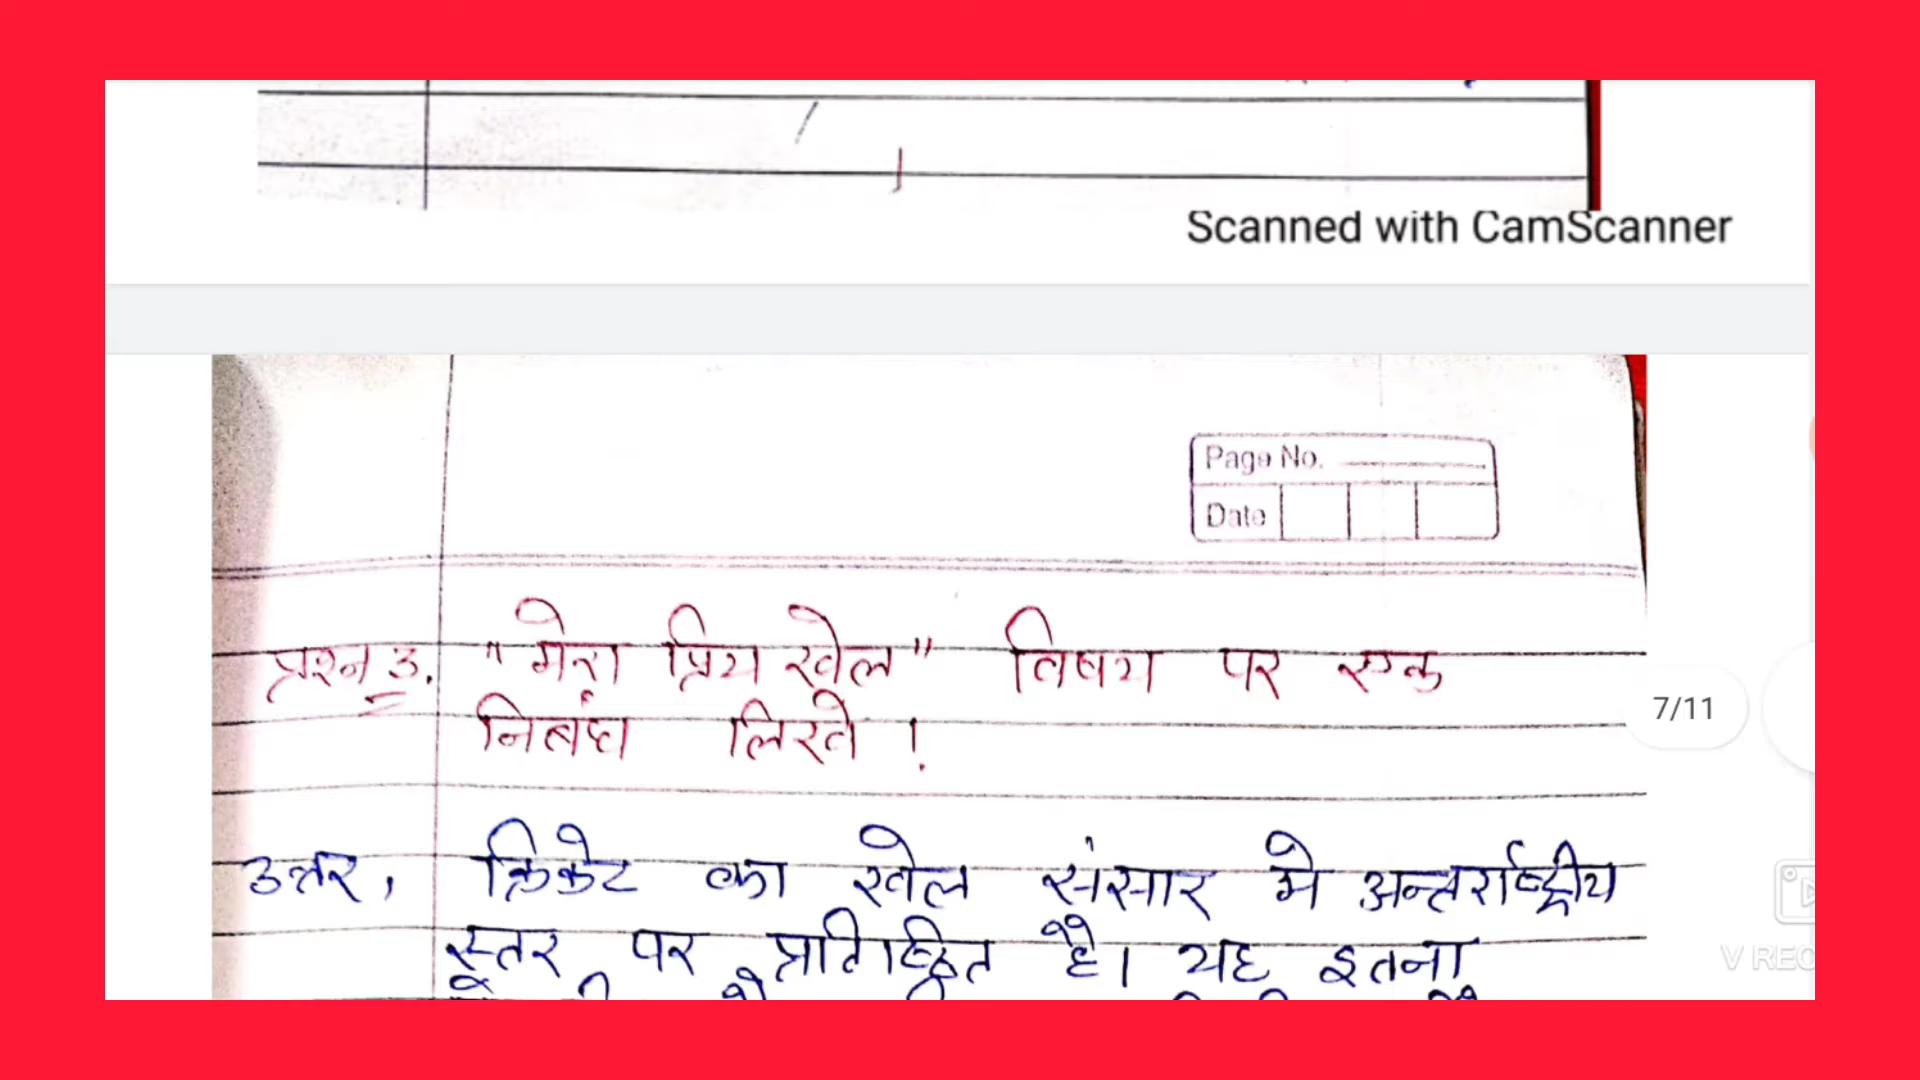 Scanned with CamScanner
Page No.
Date
प्रश्न 3. "मेरा प्रिय खेल" विषय पर एक
निबंध लिखे !
7/11
उत्तर, क्रिकेट का खेल संसार मे अन्तर्राष्ट्रीय
स्तर पर प्रतिष्ठित है। यह इतना
V REC